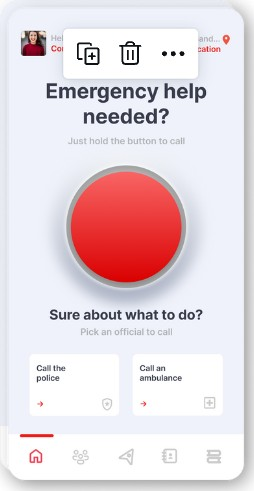 Emergency help
needed?
Just hold the button to call
Sure about what to do?
Pick an official to call
Call the
police
Call an
ambulance